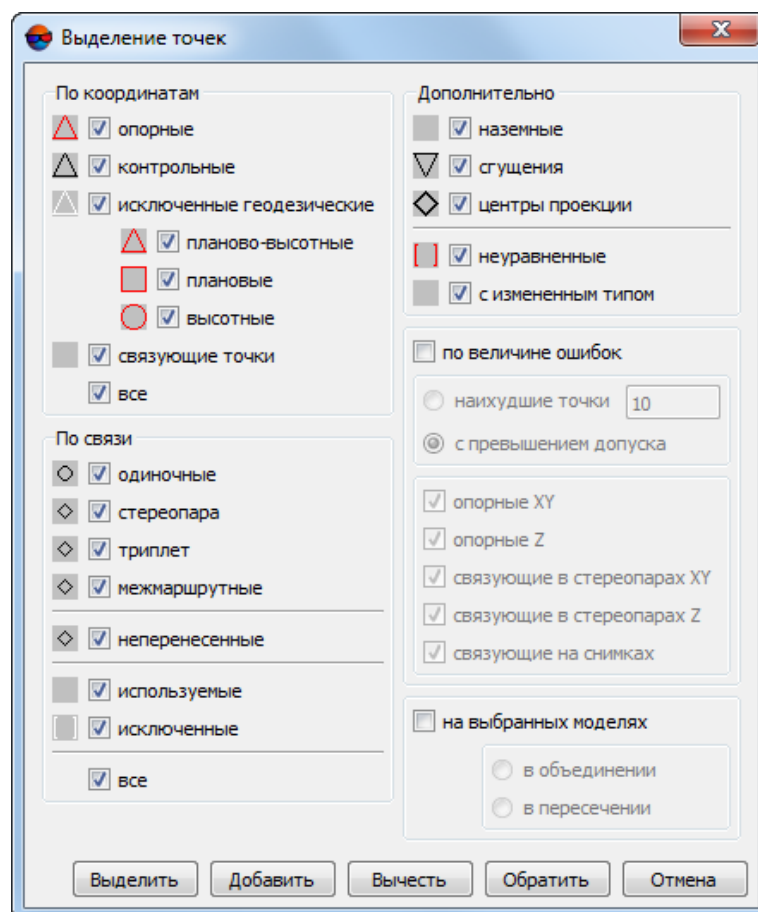 Выделение точек
По координатам
опорные
контрольные
исключенные геодезические
планово-высотные
плановые
высотные
связующие точки
все
По связи
одиночные
стереопара
триплет
межмаршрутные
неперенесенные
используемые
исключенные
все
Дополнительно
наземные
сгущения
центры проекции
неуравненные
с измененным типом
по величине ошибок
наихудшие точки 10
с превышением допуска
опорные XY
опорные Z
связующие в стереопарах XY
связующие в стереопарах Z
связующие на снимках
на выбранных моделях
в объединении
в пересечении
Выделить Добавить Вычесть Обратить Отмена